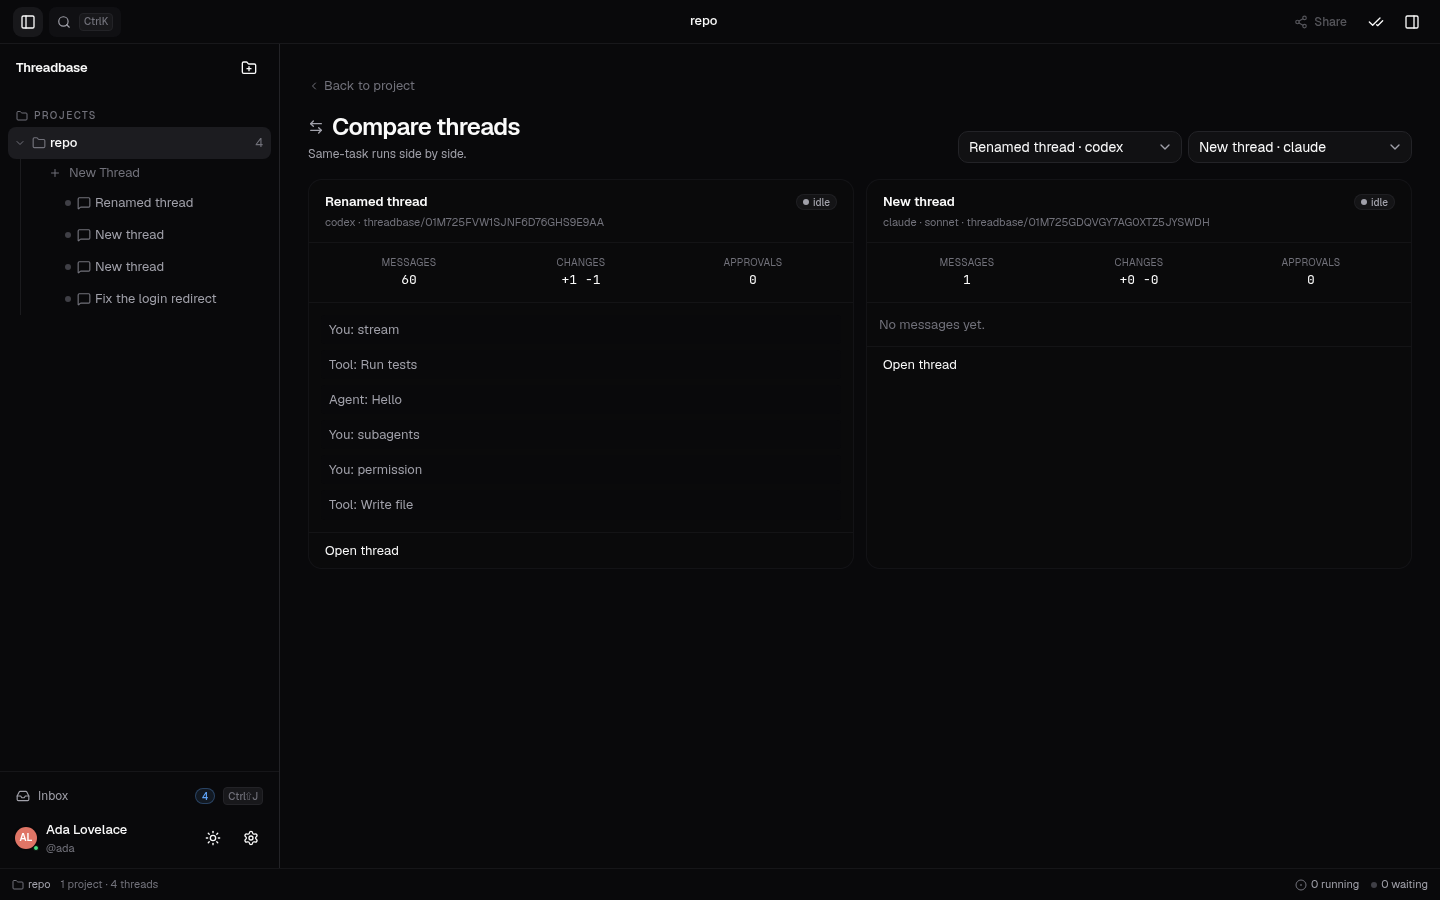 CtrlK
repo
Share
Threadbase
PROJECTS
repo
4
New Thread
Renamed thread
New thread
New thread
Fix the login redirect
Inbox
4
Ctrl⇧J
AL
Ada Lovelace
@ada
Back to project
Compare threads
Same-task runs side by side.
Renamed thread · codex
New thread · claude
Renamed thread
idle
codex · threadbase/01M725FVW1SJNF6D76GHS9E9AA
MESSAGES
60
CHANGES
+1 -1
APPROVALS
0
You: stream
Tool: Run tests
Agent: Hello
You: subagents
You: permission
Tool: Write file
Open thread
New thread
idle
claude · sonnet · threadbase/01M725GDQVGY7AG0XTZ5JYSWDH
MESSAGES
1
CHANGES
+0 -0
APPROVALS
0
No messages yet.
Open thread
repo
1 project · 4 threads
0 running
0 waiting